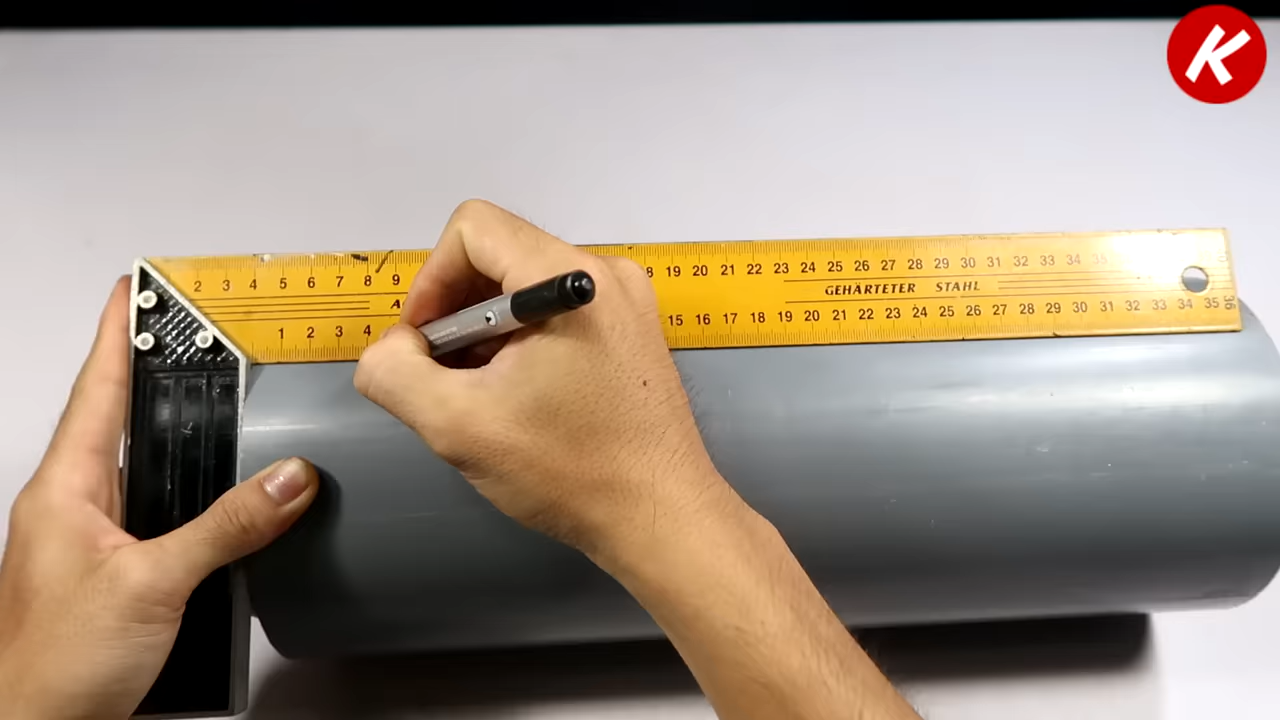 K
2 3 4 5 6 7 8 9
8 19 20 21 22 23 24 25 26 27 28 29 30 31 32 33 34 35
GEHÄRTETER STAHL
1 2 3 4
15 16 17 18 19 20 21 22 23 24 25 26 27 28 29 30 31 32 33 34 35 36